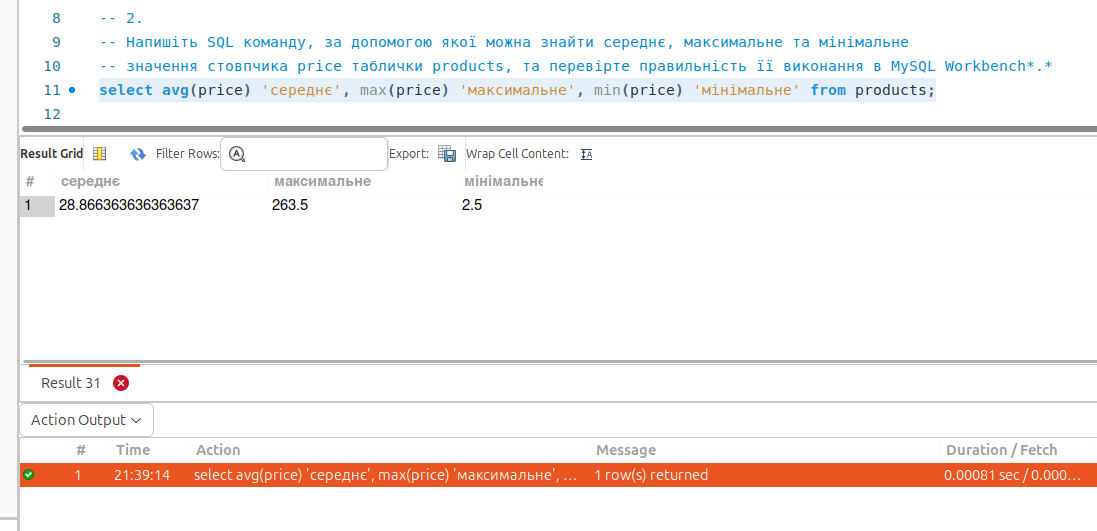 8 -- 2.
9 -- Напишіть SQL команду, за допомогою якої можна знайти середнє, максимальне та мінімальне
10 -- значення стовпчика price таблички products, та перевірте правильність її виконання в MySQL Workbench*.*
11 select avg(price) 'середнє', max(price) 'максимальне', min(price) 'мінімальне' from products;
12
Result Grid Filter Rows: Export: Wrap Cell Content:
# середнє максимальне мінімальне
1 28.866363636363637 263.5 2.5
Result 31
Action Output
# Time Action Message Duration / Fetch
1 21:39:14 select avg(price) 'середнє', max(price) 'максимальне', ... 1 row(s) returned 0.00081 sec / 0.000...